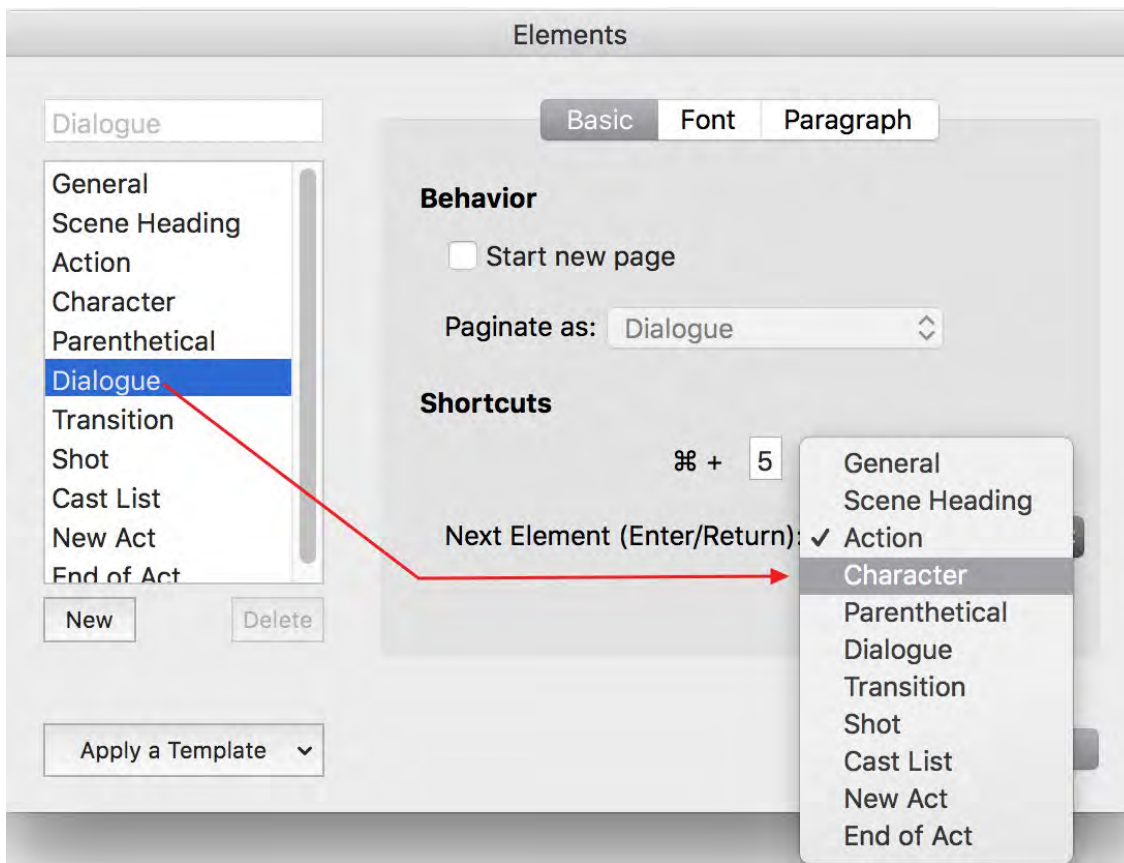 Elements
Dialogue
General
Scene Heading
Action
Character
Parenthetical
Dialogue
Transition
Shot
Cast List
New Act
End of Act
New
Delete
Apply a Template
Basic
Font
Paragraph
Behavior
Start new page
Paginate as: Dialogue
Shortcuts
⌘ + 5
Next Element (Enter/Return):
General
Scene Heading
✓ Action
Character
Parenthetical
Dialogue
Transition
Shot
Cast List
New Act
End of Act